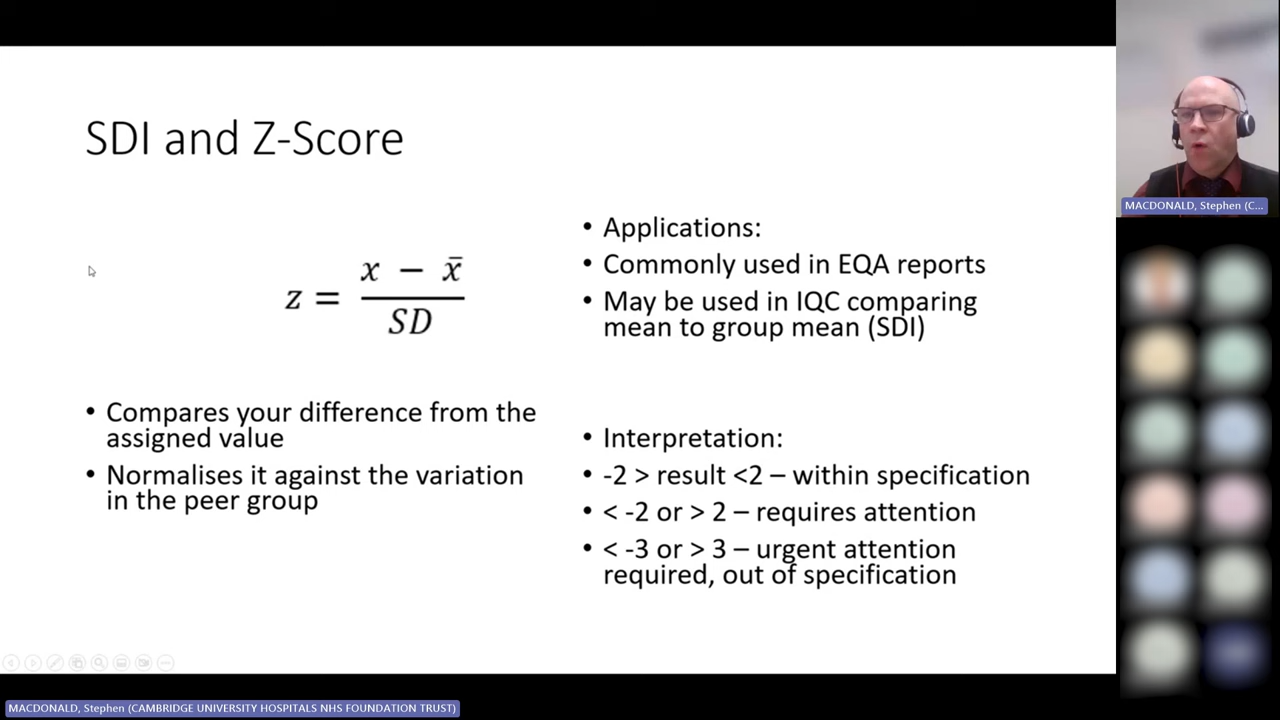 SDI and Z-Score
z = x − x̄
SD
• Compares your difference from the
assigned value
• Normalises it against the variation
in the peer group
• Applications:
• Commonly used in EQA reports
• May be used in IQC comparing
mean to group mean (SDI)
• Interpretation:
• -2 > result <2 – within specification
• < -2 or > 2 – requires attention
• < -3 or > 3 – urgent attention
required, out of specification
MACDONALD, Stephen (C...
MACDONALD, Stephen (CAMBRIDGE UNIVERSITY HOSPITALS NHS FOUNDATION TRUST)